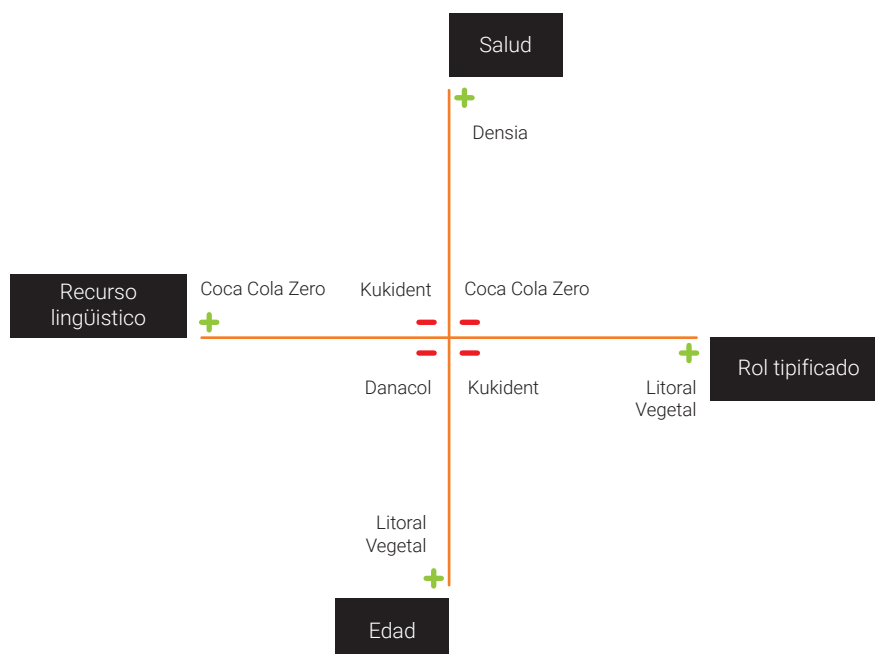 Salud
Densia
Recurso
lingüistico
Coca Cola Zero
Kukident
Coca Cola Zero
Danacol
Kukident
Litoral
Vegetal
Rol tipificado
Litoral
Vegetal
Edad